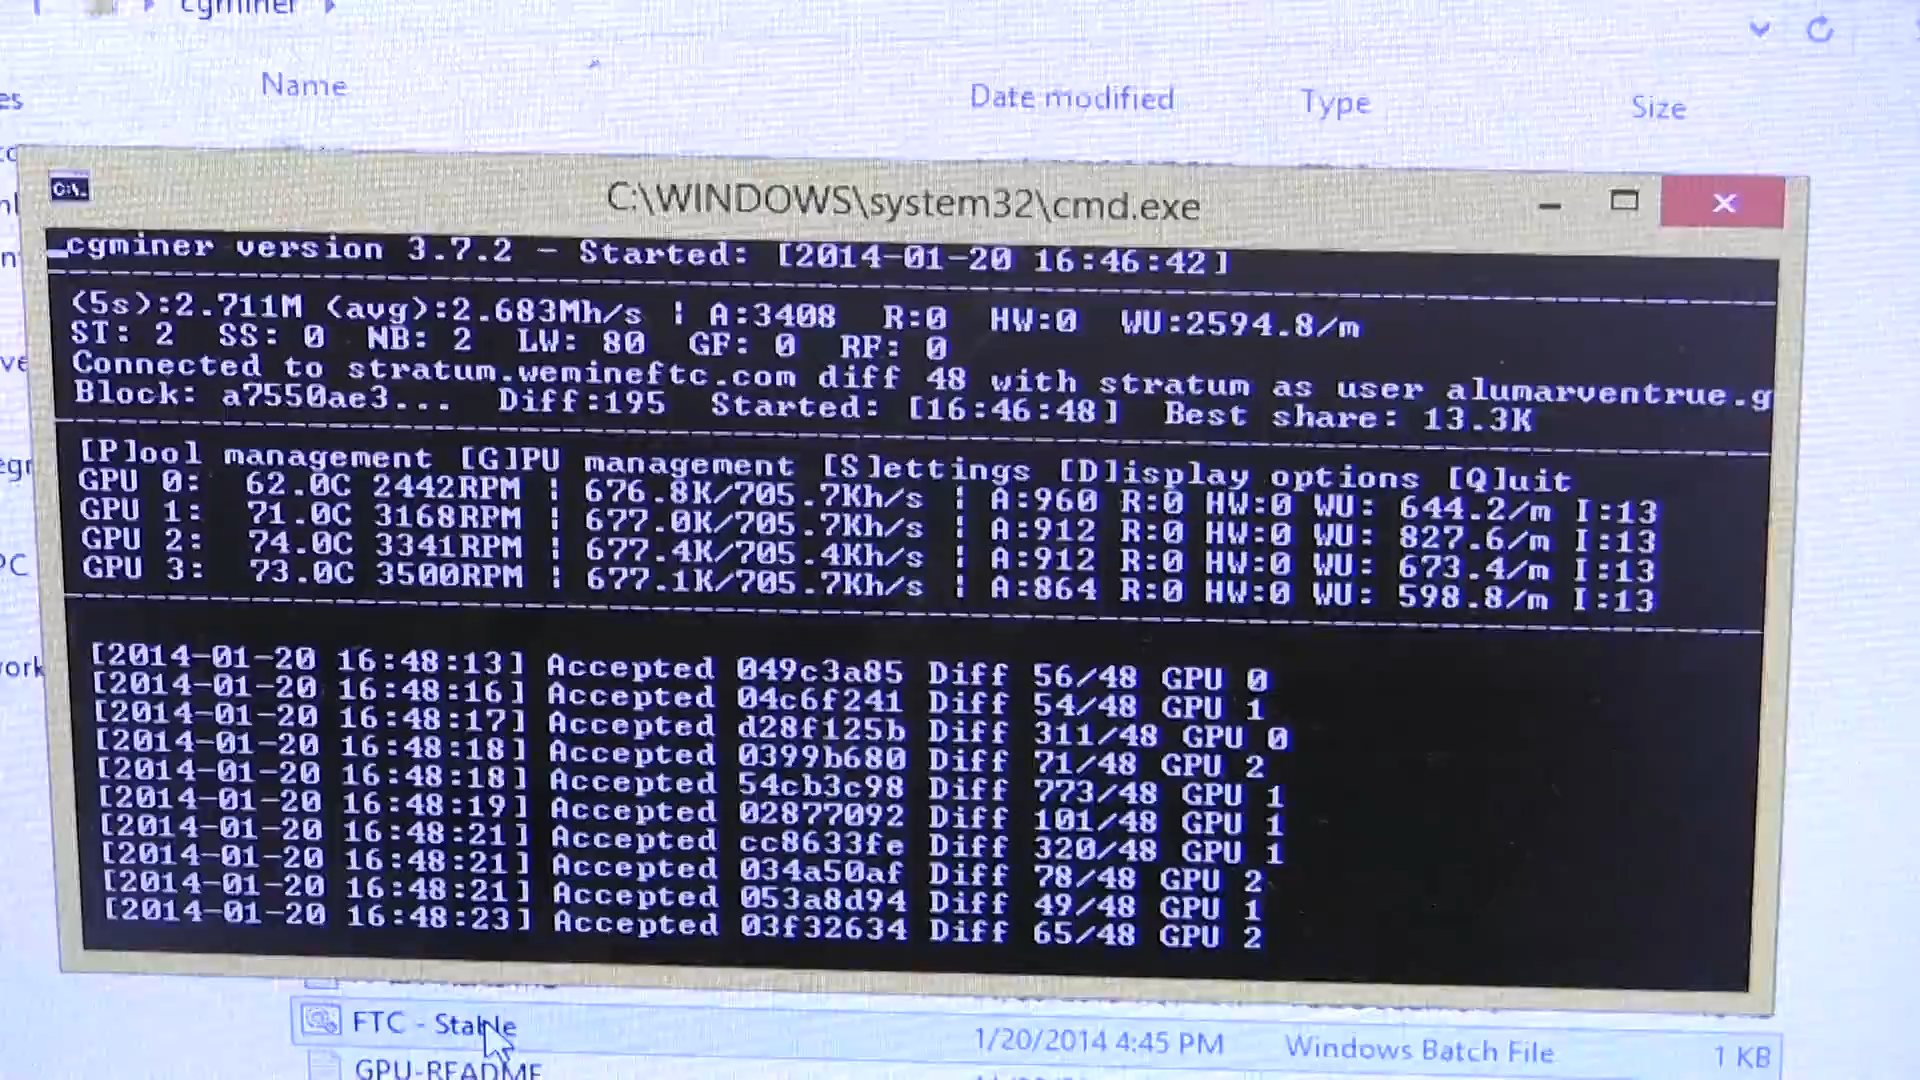 cgminer
Name
Date modified
Type
Size
C:\WINDOWS\system32\cmd.exe
cgminer version 3.7.2 - Started: [2014-01-20 16:46:42]
(5s):2.711M (avg):2.683Mh/s | A:3408 R:0 HW:0 WU:2594.8/m
ST: 2 SS: 0 NB: 2 LW: 80 GF: 0 RF: 0
Connected to stratum.wemineftc.com diff 48 with stratum as user alumarventrue.g
Block: a7550ae3... Diff:195 Started: [16:46:48] Best share: 13.3K
[P]ool management [G]PU management [S]ettings [D]isplay options [Q]uit
GPU 0: 62.0C 2442RPM | 676.8K/705.7Kh/s | A:960 R:0 HW:0 WU: 644.2/m I:13
GPU 1: 71.0C 3168RPM | 677.0K/705.7Kh/s | A:912 R:0 HW:0 WU: 827.6/m I:13
GPU 2: 74.0C 3341RPM | 677.4K/705.4Kh/s | A:912 R:0 HW:0 WU: 673.4/m I:13
GPU 3: 73.0C 3500RPM | 677.1K/705.7Kh/s | A:864 R:0 HW:0 WU: 598.8/m I:13
[2014-01-20 16:48:13] Accepted 049c3a85 Diff 56/48 GPU 0
[2014-01-20 16:48:16] Accepted 04c6f241 Diff 54/48 GPU 1
[2014-01-20 16:48:17] Accepted d28f125b Diff 311/48 GPU 0
[2014-01-20 16:48:18] Accepted 0399b680 Diff 71/48 GPU 2
[2014-01-20 16:48:18] Accepted 54cb3c98 Diff 773/48 GPU 1
[2014-01-20 16:48:19] Accepted 02877092 Diff 101/48 GPU 1
[2014-01-20 16:48:21] Accepted cc8633fe Diff 320/48 GPU 1
[2014-01-20 16:48:21] Accepted 034a50af Diff 78/48 GPU 2
[2014-01-20 16:48:21] Accepted 053a8d94 Diff 49/48 GPU 1
[2014-01-20 16:48:23] Accepted 03f32634 Diff 65/48 GPU 2
FTC - Stable
1/20/2014 4:45 PM
Windows Batch File
1 KB
GPU-README